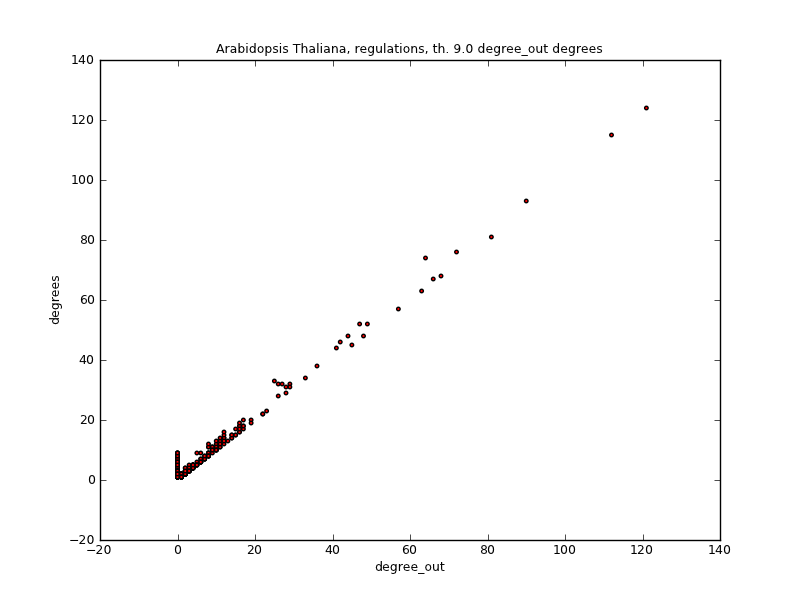 Arabidopsis Thaliana, regulations, th. 9.0 degree_out degrees
140
120
100
80
60
40
20
0
−20
degrees
−20 0 20 40 60 80 100 120 140
degree_out